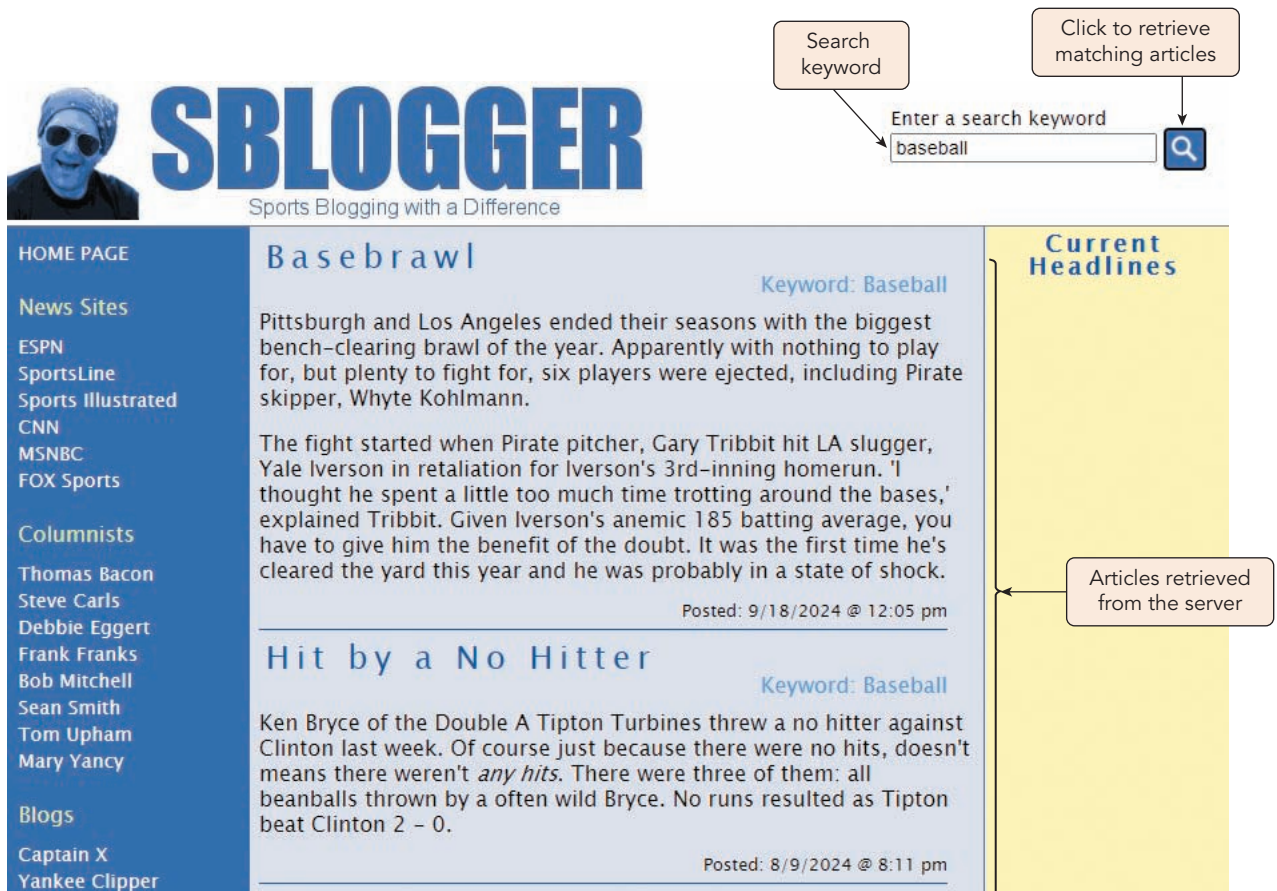 Search
keyword
Click to retrieve
matching articles
SBLOGGER
Sports Blogging with a Difference
Enter a search keyword
baseball
HOME PAGE
News Sites
ESPN
SportsLine
Sports Illustrated
CNN
MSNBC
FOX Sports
Columnists
Thomas Bacon
Steve Carls
Debbie Eggert
Frank Franks
Bob Mitchell
Sean Smith
Tom Upham
Mary Yancy
Blogs
Captain X
Yankee Clipper
Basebrawl
Keyword: Baseball
Pittsburgh and Los Angeles ended their seasons with the biggest
bench-clearing brawl of the year. Apparently with nothing to play
for, but plenty to fight for, six players were ejected, including Pirate
skipper, Whyte Kohlmann.
The fight started when Pirate pitcher, Gary Tribbit hit LA slugger,
Yale Iverson in retaliation for Iverson's 3rd-inning homerun. 'I
thought he spent a little too much time trotting around the bases,'
explained Tribbit. Given Iverson's anemic 185 batting average, you
have to give him the benefit of the doubt. It was the first time he's
cleared the yard this year and he was probably in a state of shock.
Posted: 9/18/2024 @ 12:05 pm
Hit by a No Hitter
Keyword: Baseball
Ken Bryce of the Double A Tipton Turbines threw a no hitter against
Clinton last week. Of course just because there were no hits, doesn't
means there weren't any hits. There were three of them: all
beanballs thrown by a often wild Bryce. No runs resulted as Tipton
beat Clinton 2 - 0.
Posted: 8/9/2024 @ 8:11 pm
Current
Headlines
Articles retrieved
from the server